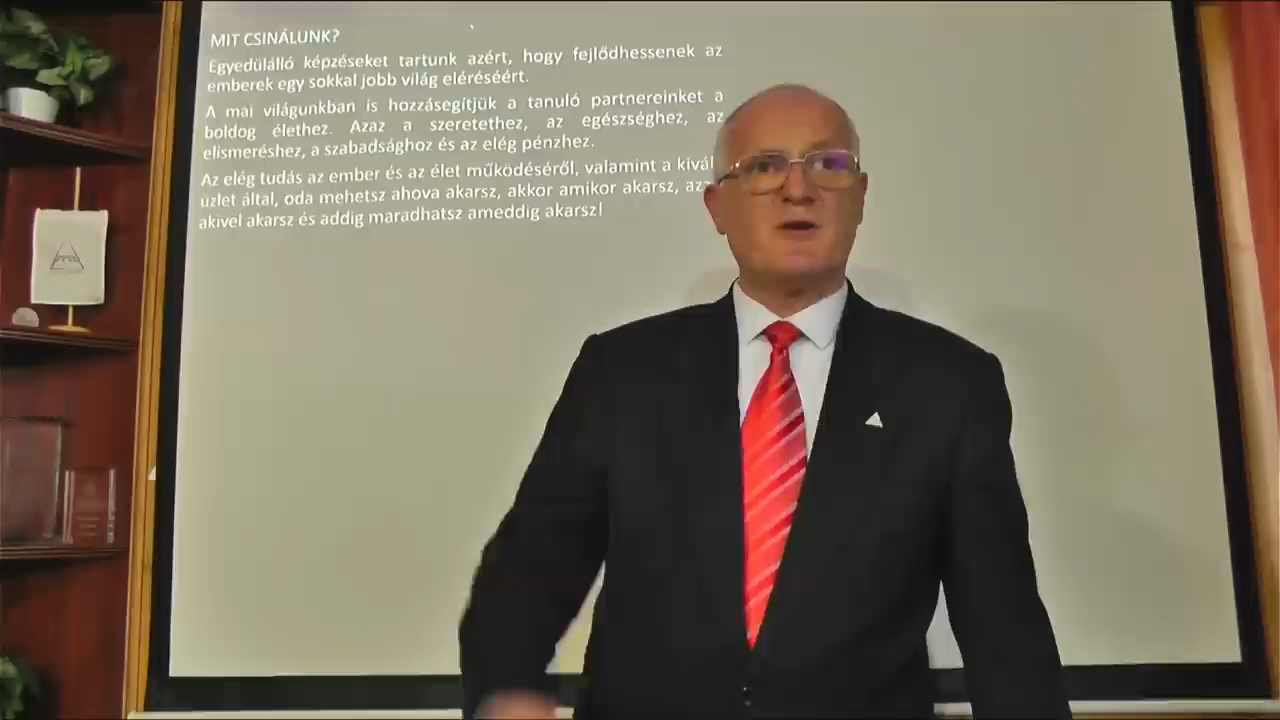 MIT CSINÁLUNK?
Egyedülálló képzéseket tartunk azért, hogy fejlődhessenek az
emberek egy sokkal jobb világ eléréséért.
A mai világunkban is hozzásegítjük a tanuló partnereinket a
boldog élethez. Azaz a szeretethez, az egészséghez, az
elismeréshez, a szabadsághoz és az elég pénzhez.
Az elég tudás az ember és az élet működéséről, valamint a
üzlet által, oda mehetsz ahova akarsz, akkor amikor akarsz,
akivel akarsz és addig maradhatsz ameddig akarsz!